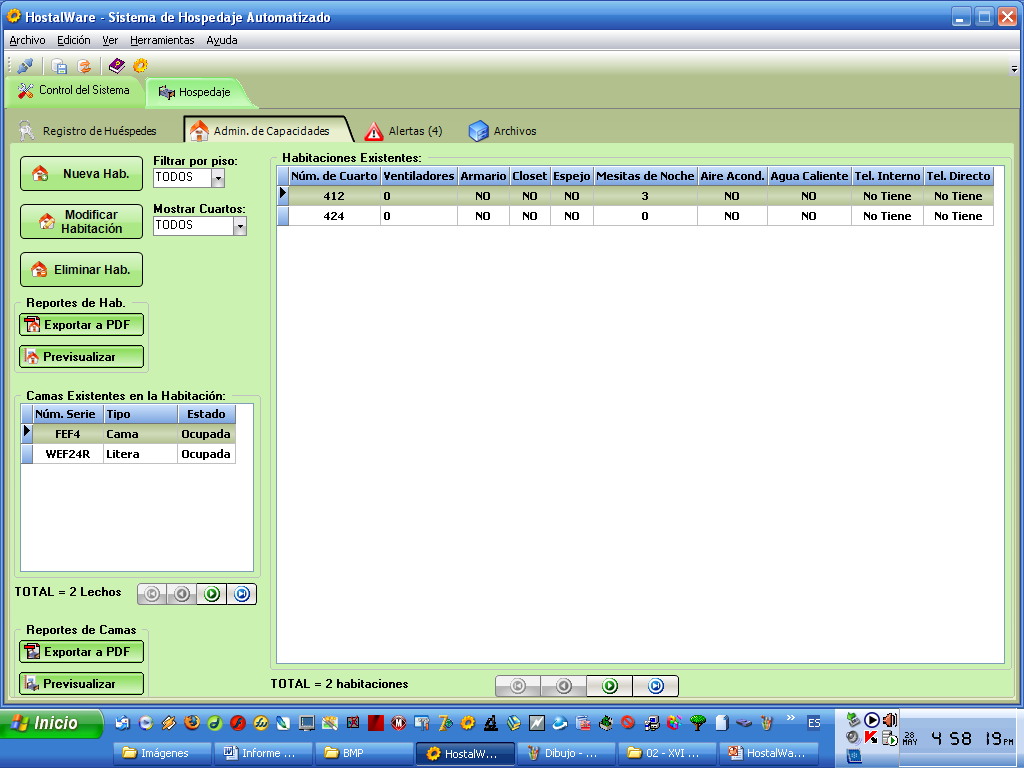 HostalWare - Sistema de Hospedaje Automatizado
Archivo Edición Ver Herramientas Ayuda
Control del Sistema Hospedaje
Registro de Huéspedes Admin. de Capacidades Alertas (4) Archivos
Nueva Hab.
Filtrar por piso:
TODOS
Modificar Habitación
Mostrar Cuartos:
TODOS
Eliminar Hab.
Reportes de Hab.
Exportar a PDF
Previsualizar
Camas Existentes en la Habitación:
Núm. Serie Tipo Estado
FEF4 Cama Ocupada
WEF24R Litera Ocupada
TOTAL = 2 Lechos
Reportes de Camas
Exportar a PDF
Previsualizar
Habitaciones Existentes:
Núm. de Cuarto Ventiladores Armario Closet Espejo Mesitas de Noche Aire Acond. Agua Caliente Tel. Interno Tel. Directo
412 0 NO NO NO 3 NO NO No Tiene No Tiene
424 0 NO NO NO 0 NO NO No Tiene No Tiene
TOTAL = 2 habitaciones
Inicio
ES
28 MAY 4 58 19 PM
Imágenes
Informe ...
BMP
HostalW...
Dibujo - ...
02 - XVI ...
HostalWa...